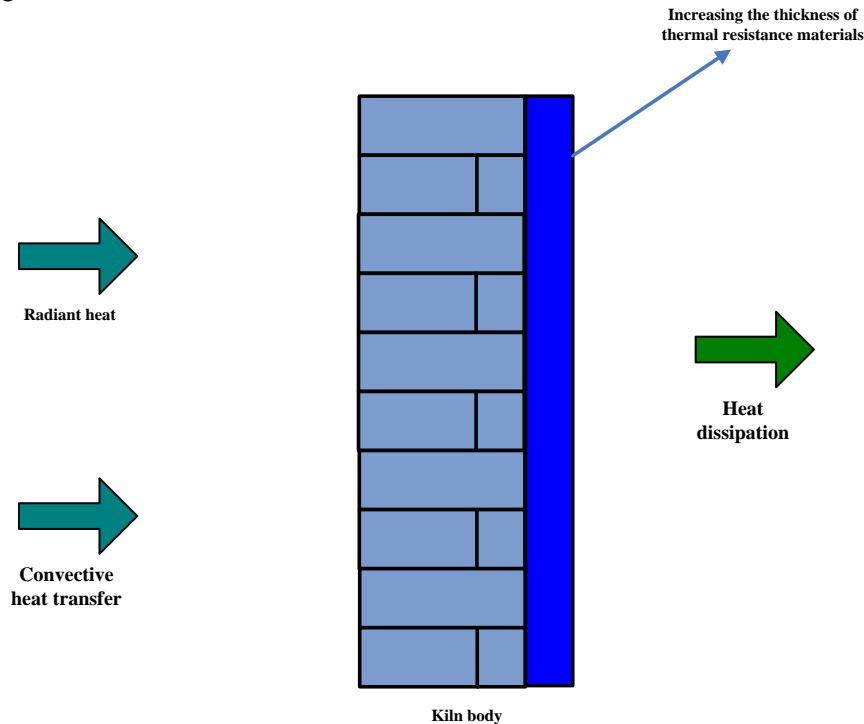 Increasing the thickness of
thermal resistance materials
Radiant heat
Heat
dissipation
Convective
heat transfer
Kiln body